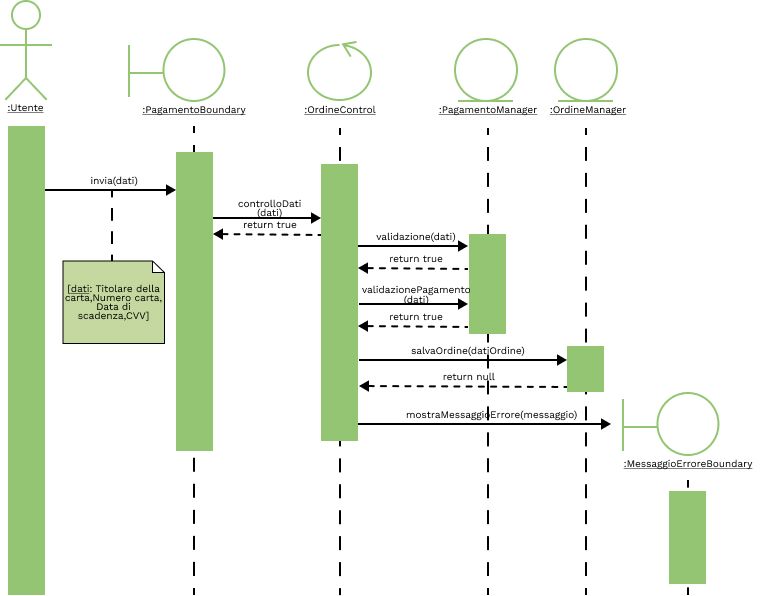 :Utente
:PagamentoBoundary
:OrdineControl
:PagamentoManager
:OrdineManager
invia(dati)
controlloDati
(dati)
return true
validazione(dati)
return true
[dati: Titolare della
carta,Numero carta,
Data di
scadenza,CVV]
validazionePagamento
(dati)
return true
salvaOrdine(datiOrdine)
return null
mostraMessaggioErrore(messaggio)
:MessaggioErroreBoundary